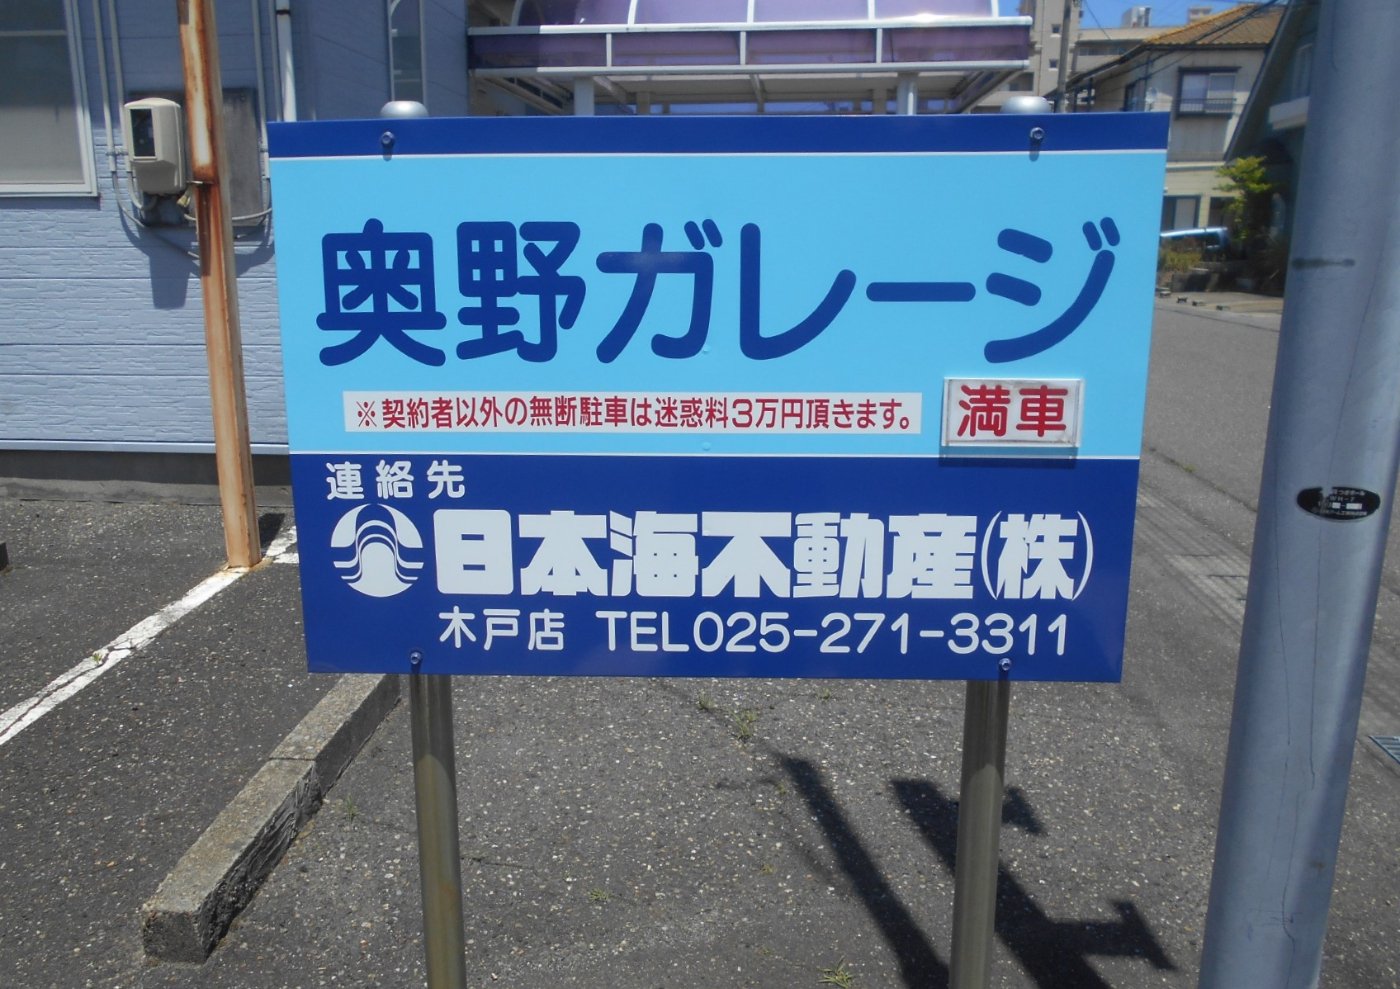 奥野ガレージ
※契約者以外の無断駐車は迷惑料3万円頂きます。
満車
連絡先
日本海不動産(株)
木戸店 TEL025-271-3311